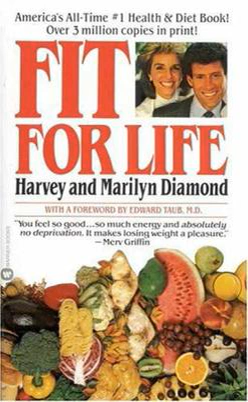 America's All-Time #1 Health & Diet Book!
Over 3 million copies in print!
FIT
FOR LIFE
Harvey and Marilyn Diamond
WITH A FOREWORD BY EDWARD TAUB, M.D.
"You feel so good...so much energy and absolutely
no deprivation. It makes losing weight a pleasure."
— Merv Griffin
WARNER BOOKS